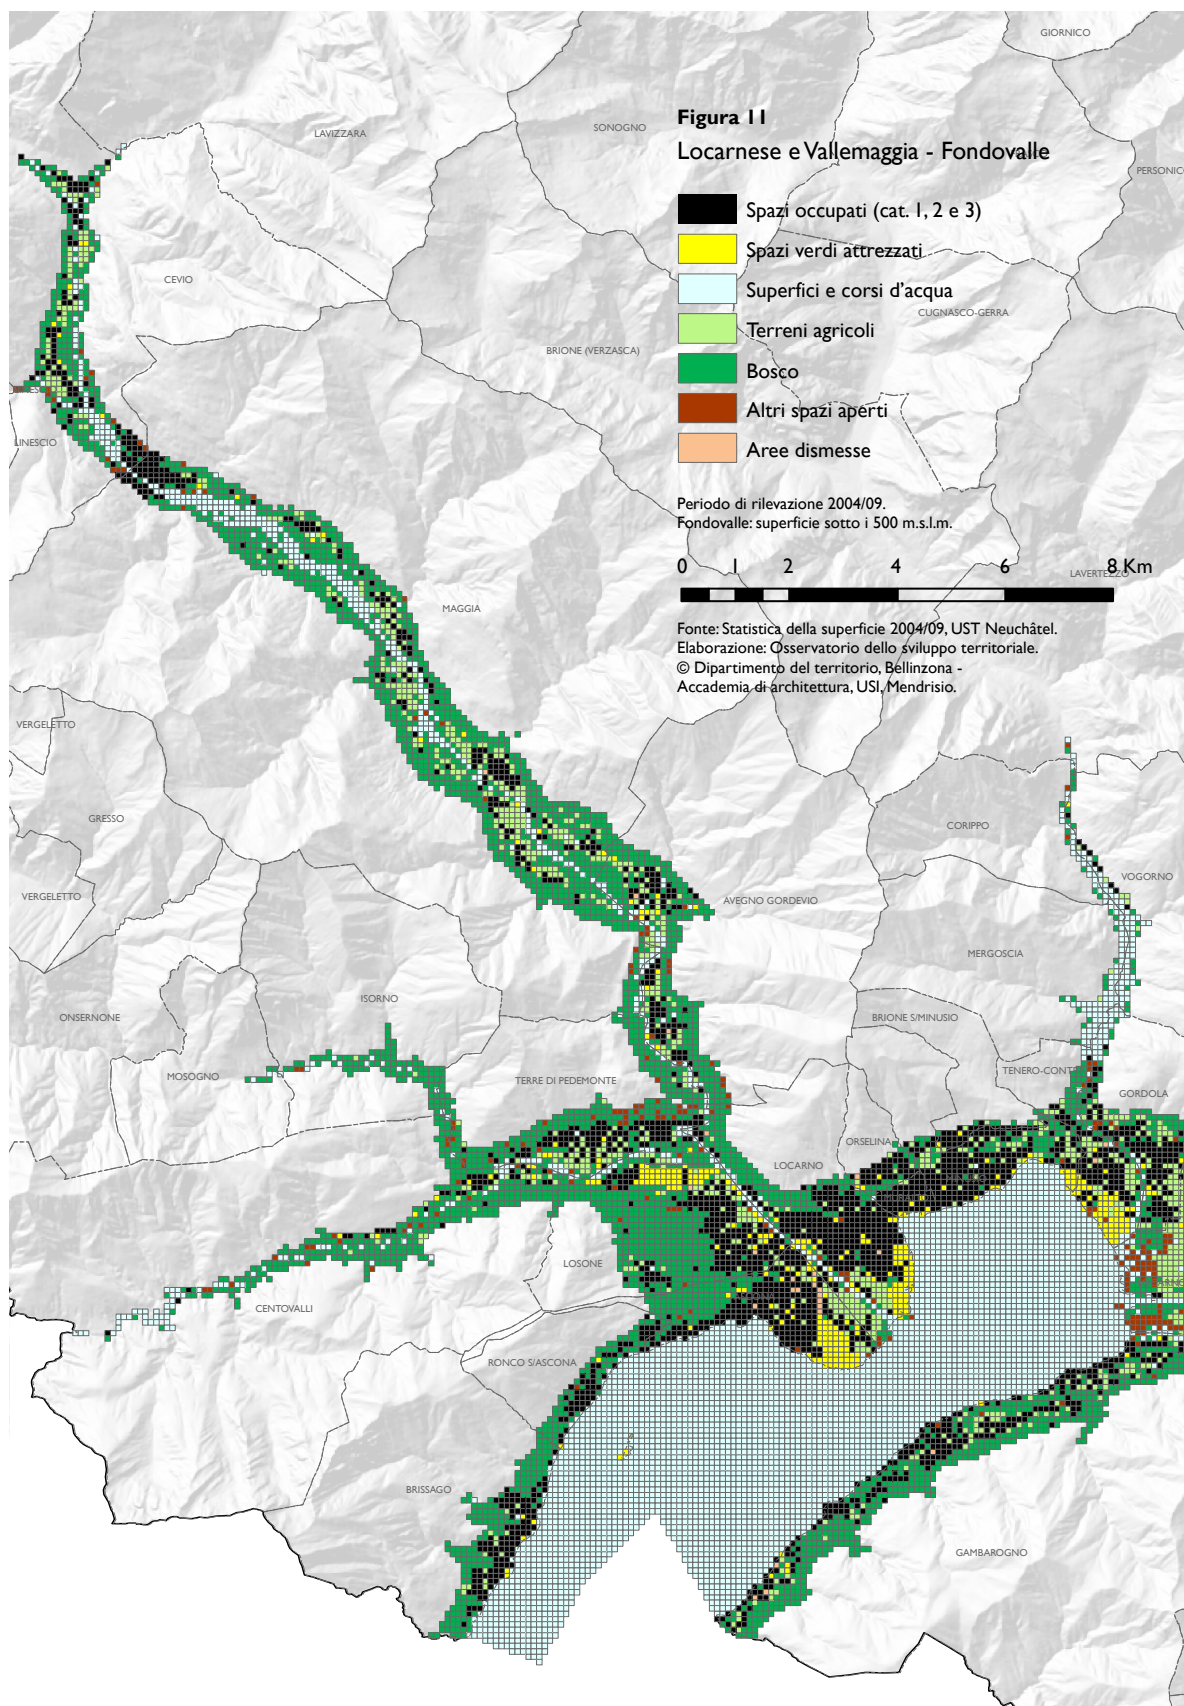 GIORNICO
Figura 11
SONOGNO
LAVIZZARA
Locarnese e Vallemaggia - Fondovalle
PERSONICO
Spazi occupati (cat. 1, 2 e 3)
Spazi verdi attrezzati
CEVIO
Superfici e corsi d'acqua
CUGNASCO-GERRA
Terreni agricoli
BRIONE (VERZASCA)
Bosco
Altri spazi aperti
LINESCIO
Aree dismesse
Periodo di rilevazione 2004/09.
Fondovalle: superficie sotto i 500 m.s.l.m.
0 1 2 4 6 8 Km
LAVERTEZZO
MAGGIA
Fonte: Statistica della superficie 2004/09, UST Neuchâtel.
Elaborazione: Osservatorio dello sviluppo territoriale.
© Dipartimento del territorio, Bellinzona -
Accademia di architettura, USI, Mendrisio.
VERGELETTO
GRESSO
CORIPPO
VOGORNO
VERGELETTO
AVEGNO GORDEVIO
MERGOSCIA
ISORNO
ONSERNONE
BRIONE S/MINUSIO
MOSOGNO
TERRE DI PEDEMONTE
TENERO-CONT
GORDOLA
ORSELINA
LOCARNO
LOSONE
CENTOVALLI
RONCO S/ASCONA
BRISSAGO
GAMBAROGNO